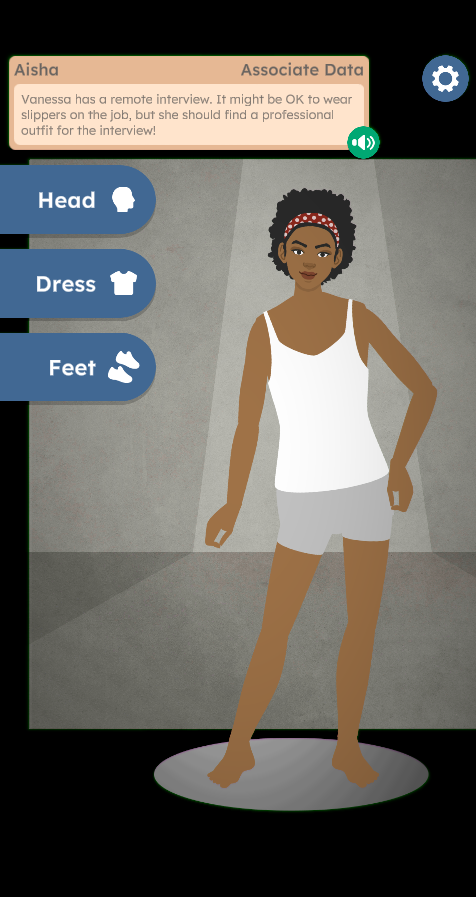 Aisha
Associate Data
Vanessa has a remote interview. It might be OK to wear
slippers on the job, but she should find a professional
outfit for the interview!
Head
Dress
Feet